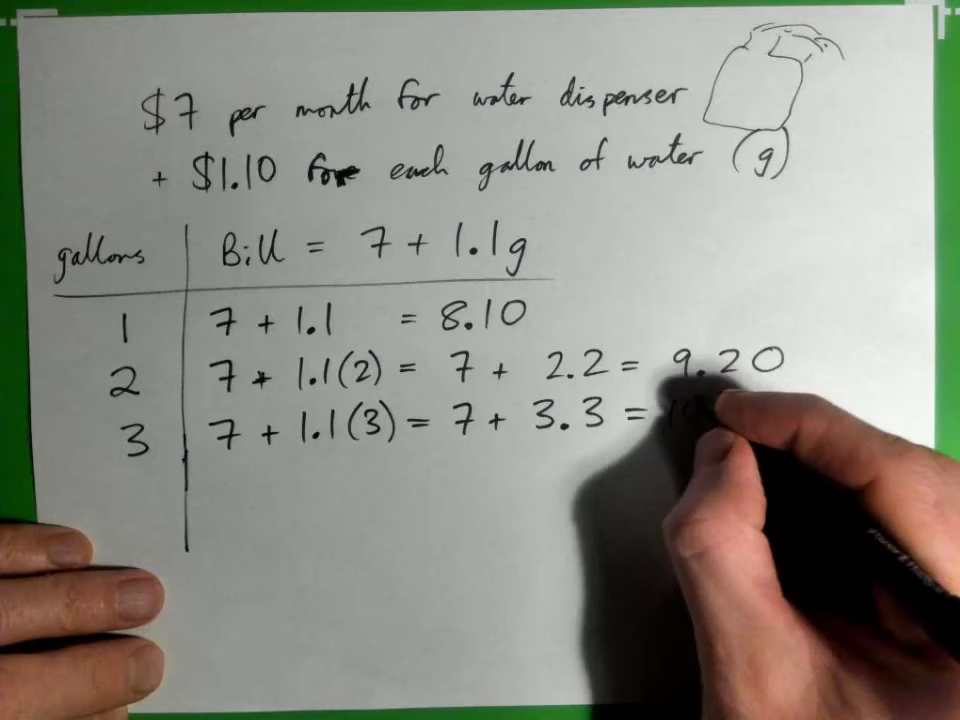 $7 per month for water dispenser
+ $1.10 for each gallon of water (g)
gallons Bill = 7 + 1.1g
1 7 + 1.1 = 8.10
2 7 + 1.1(2) = 7 + 2.2 = 9.20
3 7 + 1.1(3) = 7 + 3.3 =